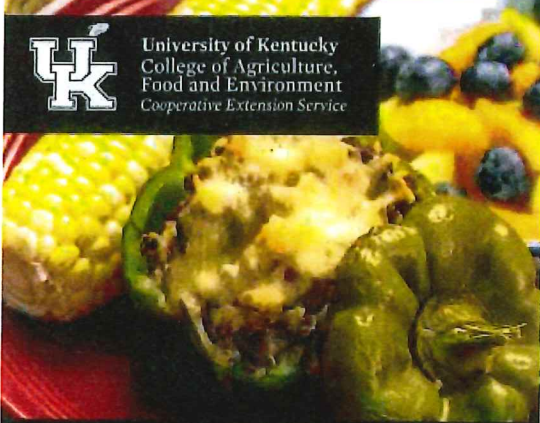 UK
University of Kentucky
College of Agriculture,
Food and Environment
Cooperative Extension Service